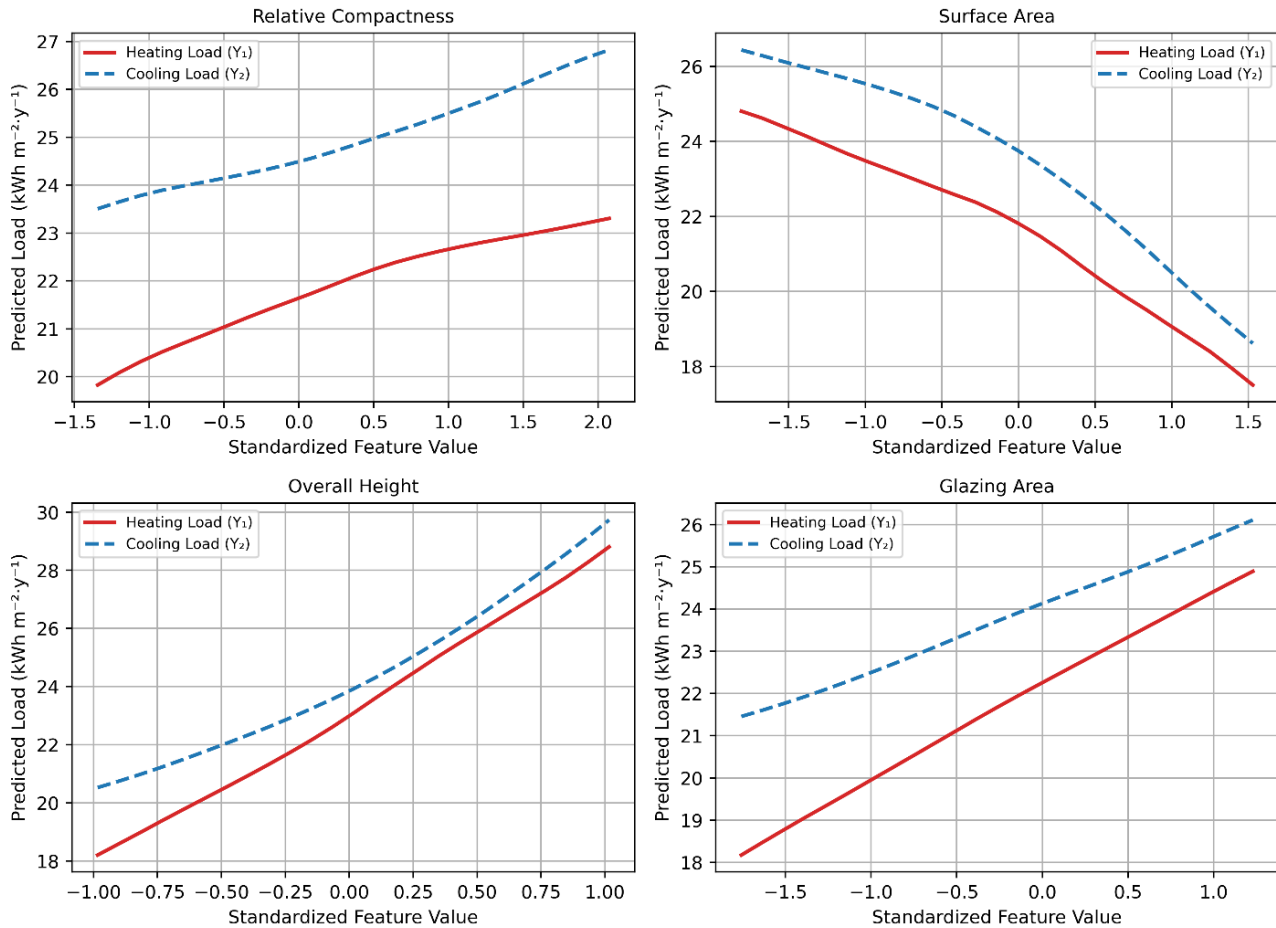 Relative Compactness
Heating Load (Y₁)
Cooling Load (Y₂)
Predicted Load (kWh m⁻²·y⁻¹)
27
26
25
24
23
22
21
20
−1.5 −1.0 −0.5 0.0 0.5 1.0 1.5 2.0
Standardized Feature Value
Surface Area
Heating Load (Y₁)
Cooling Load (Y₂)
Predicted Load (kWh m⁻²·y⁻¹)
26
24
22
20
18
−1.5 −1.0 −0.5 0.0 0.5 1.0 1.5
Standardized Feature Value
Overall Height
Heating Load (Y₁)
Cooling Load (Y₂)
Predicted Load (kWh m⁻²·y⁻¹)
30
28
26
24
22
20
18
−1.00 −0.75 −0.50 −0.25 0.00 0.25 0.50 0.75 1.00
Standardized Feature Value
Glazing Area
Heating Load (Y₁)
Cooling Load (Y₂)
Predicted Load (kWh m⁻²·y⁻¹)
26
25
24
23
22
21
20
19
18
−1.5 −1.0 −0.5 0.0 0.5 1.0
Standardized Feature Value